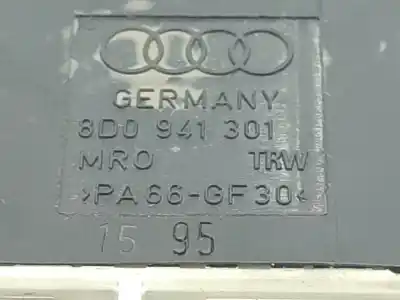 GERMANY
8D0 941 301
MRO TRW
>PA66-GF30<
15 95